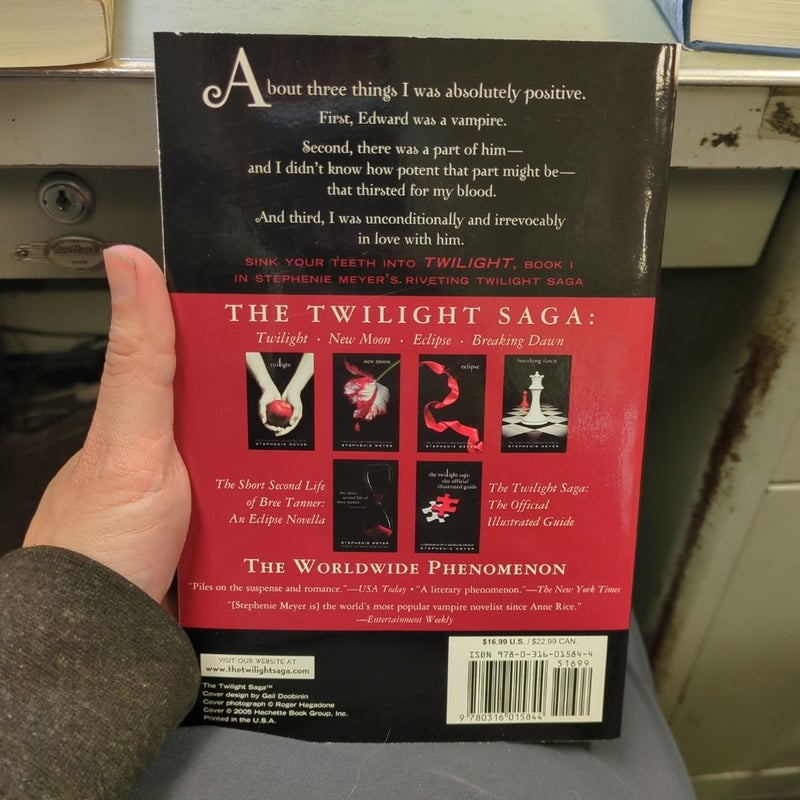 About three things I was absolutely positive.
First, Edward was a vampire.
Second, there was a part of him—
and I didn't know how potent that part might be—
that thirsted for my blood.
And third, I was unconditionally and irrevocably
in love with him.
SINK YOUR TEETH INTO TWILIGHT, BOOK 1
IN STEPHENIE MEYER'S RIVETING TWILIGHT SAGA
THE TWILIGHT SAGA:
Twilight · New Moon · Eclipse · Breaking Dawn
twilight
STEPHENIE MEYER
new moon
STEPHENIE MEYER
eclipse
STEPHENIE MEYER
breaking dawn
STEPHENIE MEYER
The Short Second Life
of Bree Tanner:
An Eclipse Novella
the short
second life of
bree tanner
the twilight saga
the official
illustrated guide
STEPHENIE MEYER
The Twilight Saga:
The Official
Illustrated Guide
THE WORLDWIDE PHENOMENON
"Piles on the suspense and romance."—USA Today • "A literary phenomenon."—The New York Times
"[Stephenie Meyer is] the world's most popular vampire novelist since Anne Rice."
—Entertainment Weekly
VISIT OUR WEBSITE AT
www.thetwilightsaga.com
The Twilight Saga™
Cover design by Gail Doobinin
Cover photograph © Roger Hagadone
Cover © 2005 Hachette Book Group, Inc.
Printed in the U.S.A.
$16.99 U.S. / $22.99 CAN.
ISBN 978-0-316-01584-4
51699
9 780316 015844